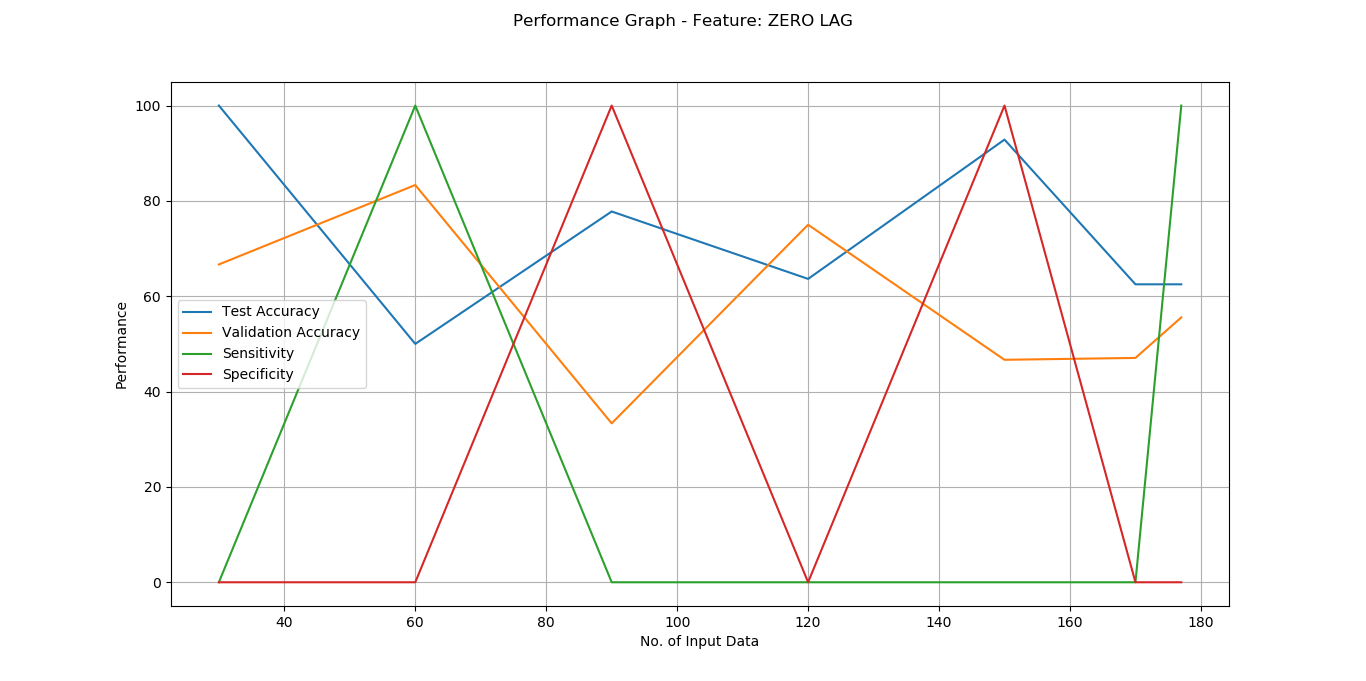 Performance Graph - Feature: ZERO LAG
100
80
60
40
20
0
Performance
Test Accuracy
Validation Accuracy
Sensitivity
Specificity
40 60 80 100 120 140 160 180
No. of Input Data